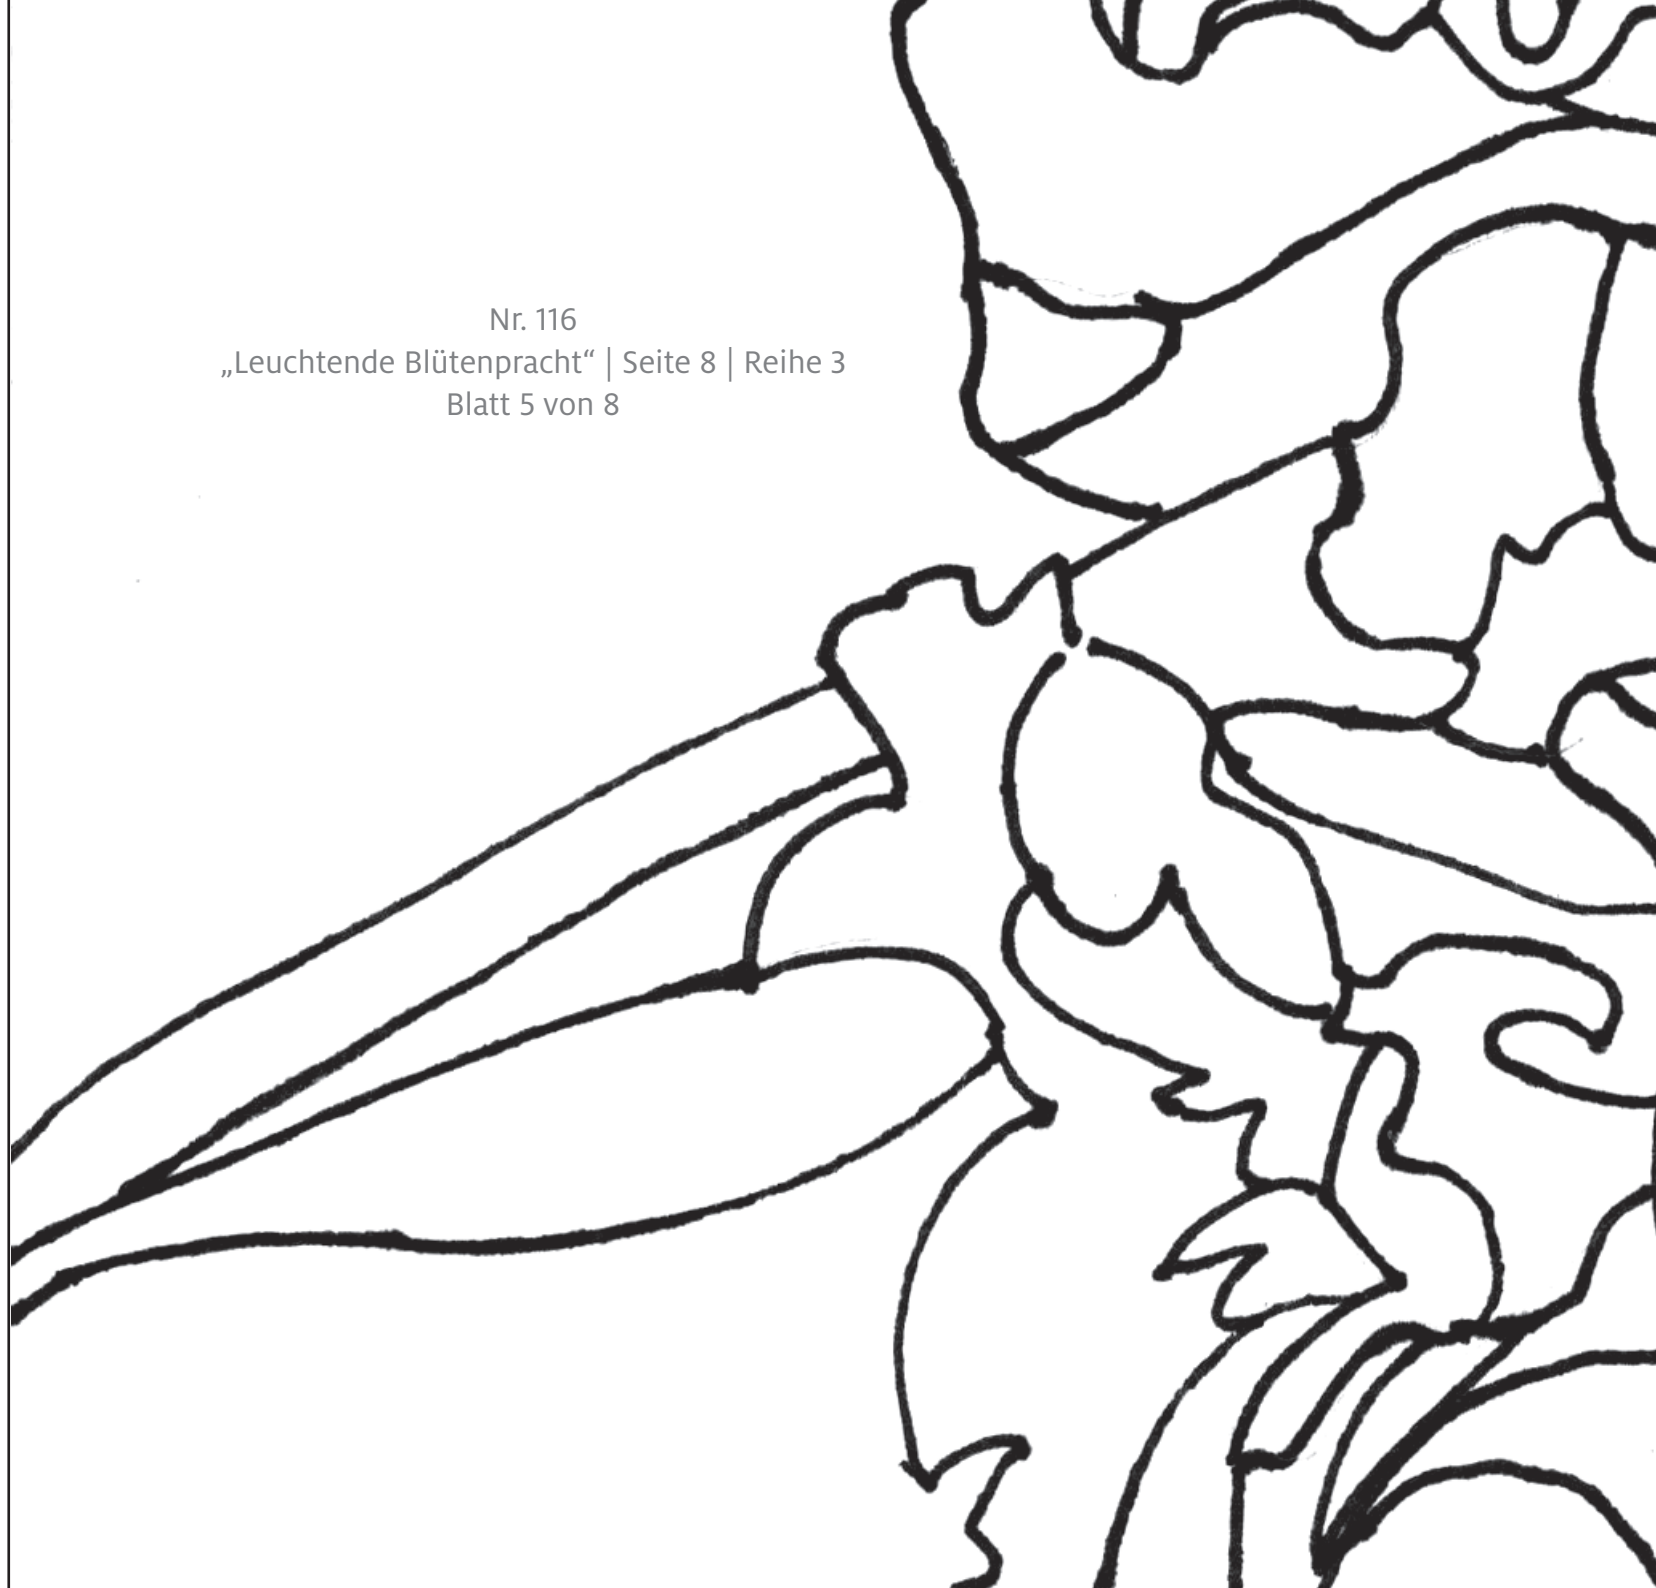 Nr. 116
„Leuchtende Blütenpracht“ | Seite 8 | Reihe 3
Blatt 5 von 8